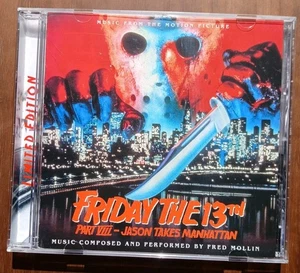 MUSIC FROM THE MOTION PICTURE
LIMITED EDITION
FRIDAY THE 13TH
PART VIII - JASON TAKES MANHATTAN
MUSIC COMPOSED AND PERFORMED BY FRED MOLLIN